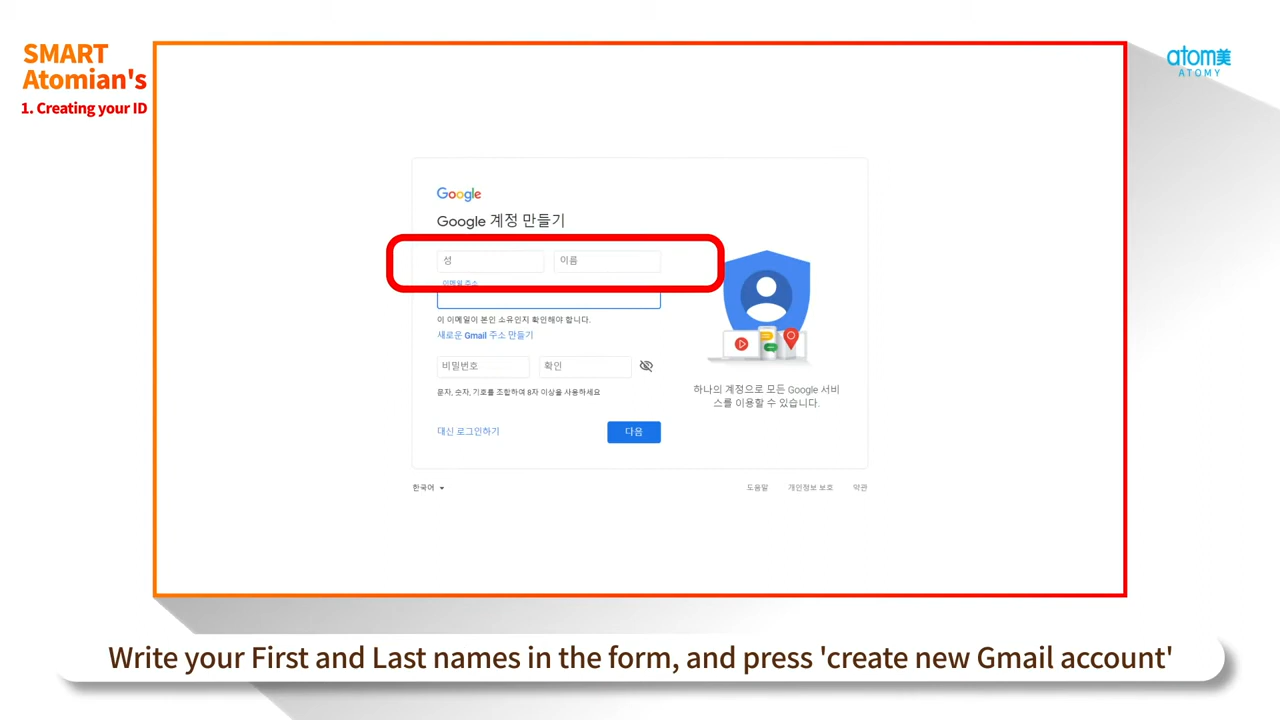 SMART
Atomian's
1. Creating your ID
atom美
ATOMY
Google
Google 계정 만들기
성 이름
이메일 주소
이 이메일이 본인 소유인지 확인해야 합니다.
새로운 Gmail 주소 만들기
비밀번호 확인
문자, 숫자, 기호를 조합하여 8자 이상을 사용하세요
대신 로그인하기 다음
하나의 계정으로 모든 Google 서비
스를 이용할 수 있습니다.
한국어 도움말 개인정보 보호 약관
Write your First and Last names in the form, and press 'create new Gmail account'